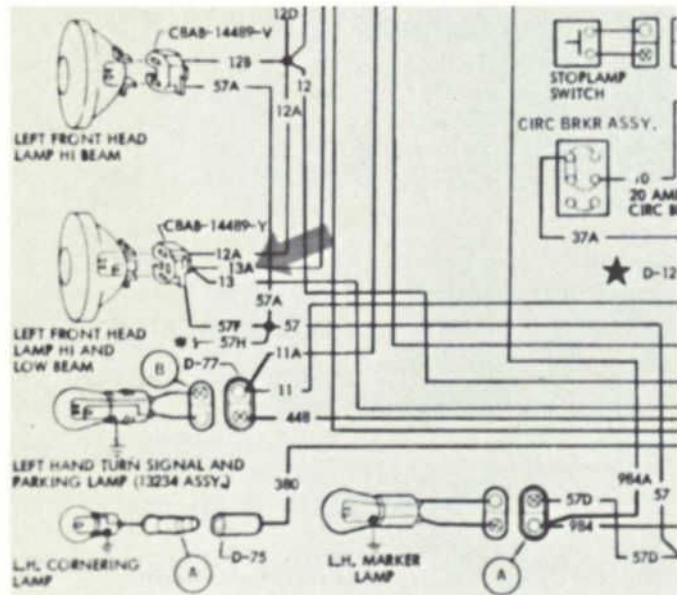 12D
C8AB-14489-V
12B
12
57A
12A
LEFT FRONT HEAD
LAMP HI BEAM
STOPLAMP
SWITCH
CIRC BRKR ASSY.
10
20
CIRC
37A
C8AB-14489-Y
12A
13A
13
57A
D-12
57F
57
57H
LEFT FRONT HEAD
LAMP HI AND
LOW BEAM
B
D-77
11A
11
44B
LEFT HAND TURN SIGNAL AND
PARKING LAMP (13234 ASSY.)
380
984A
57
57D
984
57D
L.H. CORNERING
LAMP
A
D-75
L.H. MARKER
LAMP
A